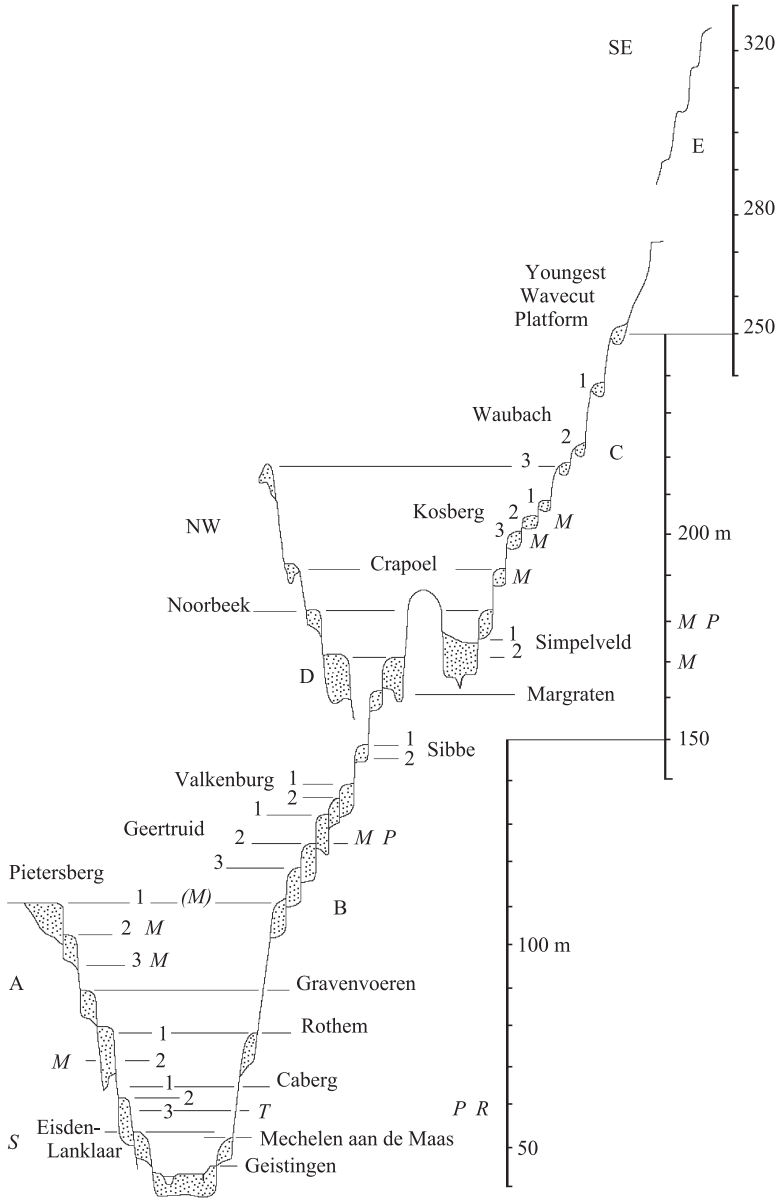 SE
320
E
280
Youngest
Wavecut
Platform
250
1
Waubach
2
C
3
NW
Kosberg
1
2 M
3 M
200 m
Crapoel
M
Noorbeek
M P
1
Simpelveld
2
M
D
Margraten
150
1
Sibbe
2
Valkenburg 1
2
1
Geertruid
2
M P
3
Pietersberg
1 (M)
B
2 M
100 m
3 M
A
Gravenvoeren
1 Rothem
M 2
1 Caberg
2
3 T
P R
Eisden-
Lanklaar
S
Mechelen aan de Maas
50
Geistingen